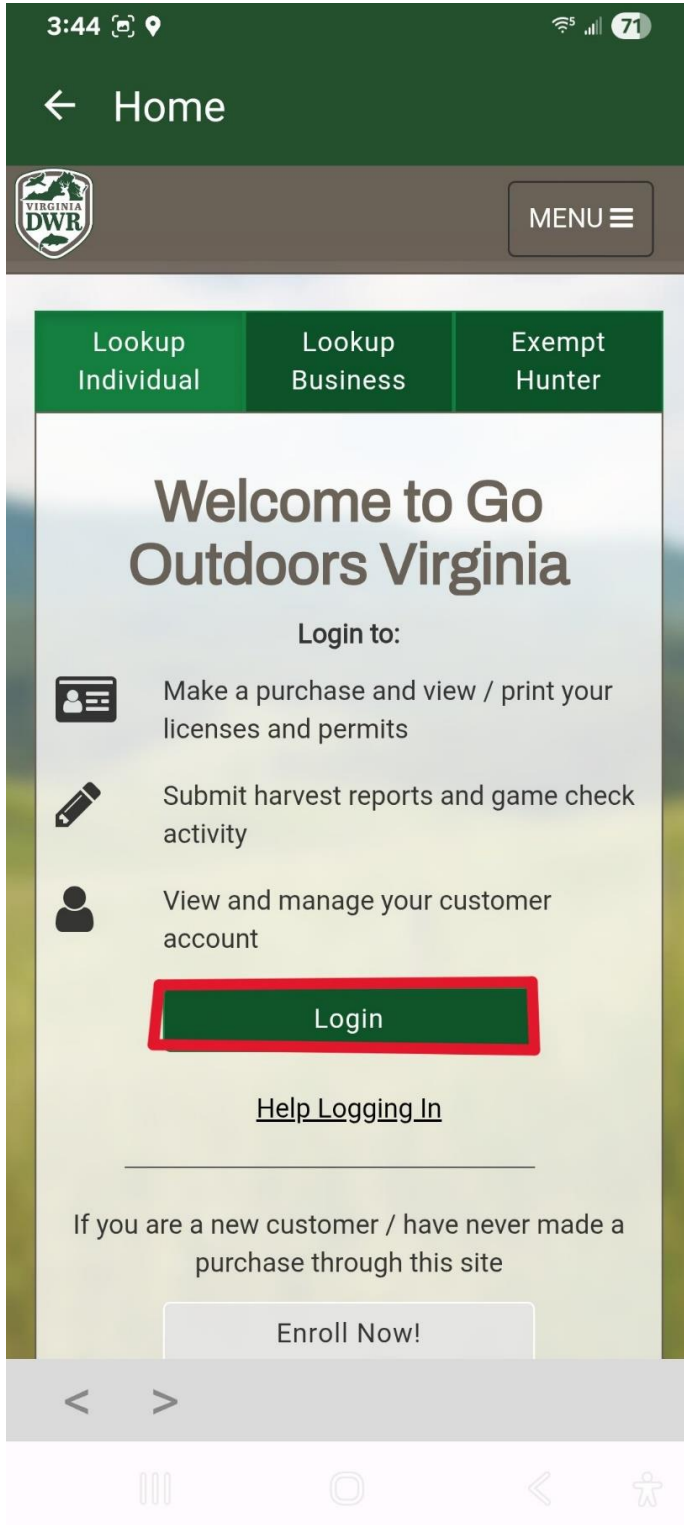 3:44
71
← Home
VIRGINIA
DWR
MENU
Lookup
Individual
Lookup
Business
Exempt
Hunter
Welcome to Go
Outdoors Virginia
Login to:
Make a purchase and view / print your
licenses and permits
Submit harvest reports and game check
activity
View and manage your customer
account
Login
Help Logging In
If you are a new customer / have never made a
purchase through this site
Enroll Now!
< >